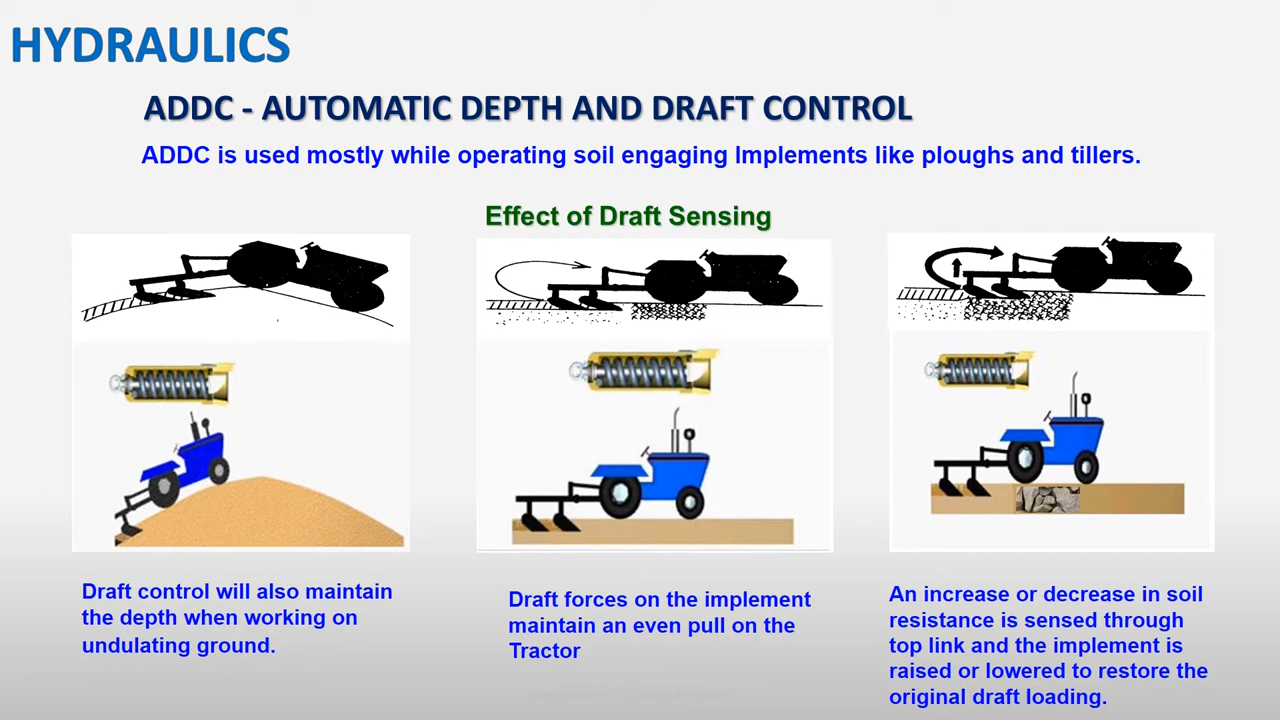 HYDRAULICS
ADDC - AUTOMATIC DEPTH AND DRAFT CONTROL
ADDC is used mostly while operating soil engaging Implements like ploughs and tillers.
Effect of Draft Sensing
Draft control will also maintain
the depth when working on
undulating ground.
Draft forces on the implement
maintain an even pull on the
Tractor
An increase or decrease in soil
resistance is sensed through
top link and the implement is
raised or lowered to restore the
original draft loading.